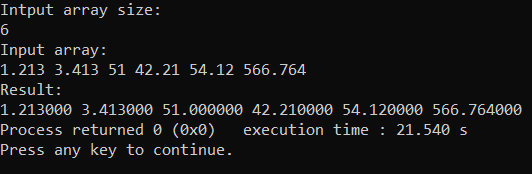 Intput array size:
6
Input array:
1.213 3.413 51 42.21 54.12 566.764
Result:
1.213000 3.413000 51.000000 42.210000 54.120000 566.764000
Process returned 0 (0x0)   execution time : 21.540 s
Press any key to continue.